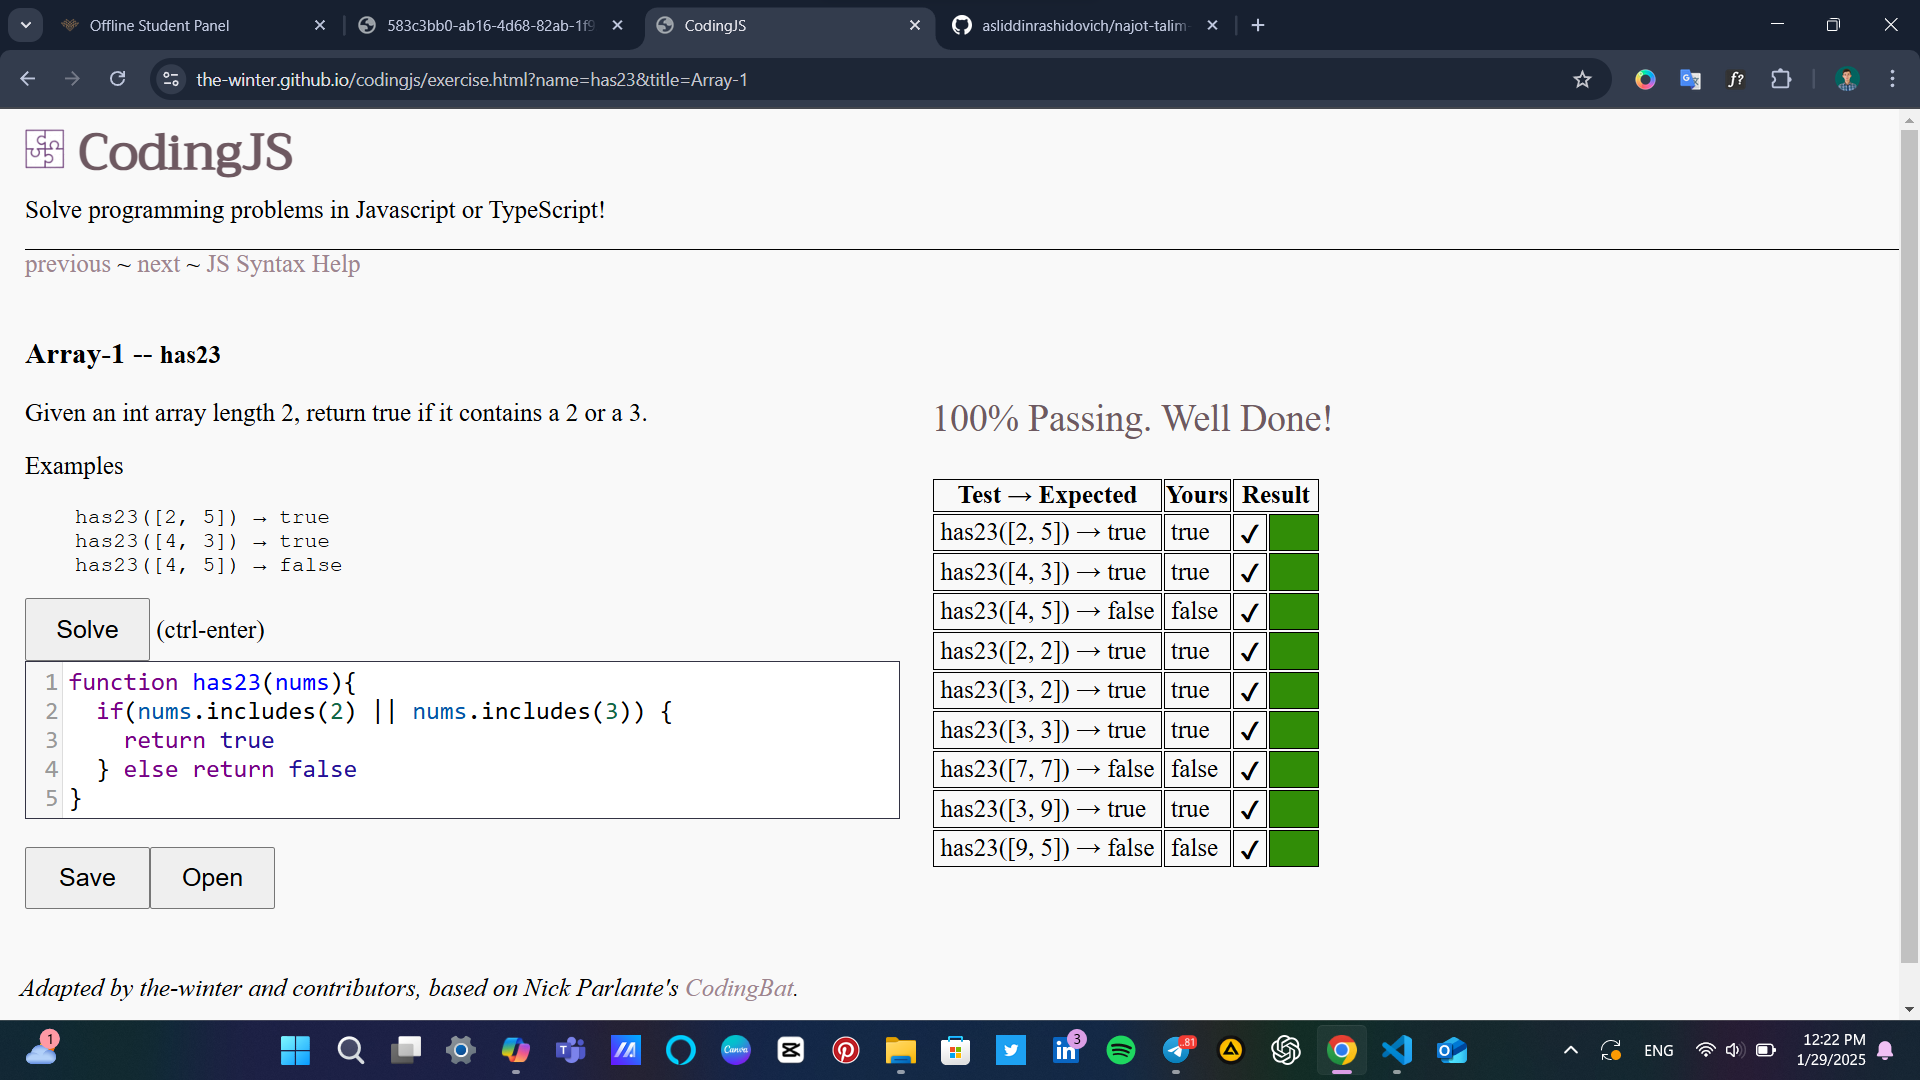 Offline Student Panel
583c3bb0-ab16-4d68-82ab-1f9
CodingJS
asliddinrashidovich/najot-talim
the-winter.github.io/codingjs/exercise.html?name=has23&title=Array-1
CodingJS
Solve programming problems in Javascript or TypeScript!
previous ~ next ~ JS Syntax Help
Array-1 -- has23
Given an int array length 2, return true if it contains a 2 or a 3.
Examples
has23([2, 5]) → true
has23([4, 3]) → true
has23([4, 5]) → false
Solve (ctrl-enter)
1 function has23(nums){
2 if(nums.includes(2) || nums.includes(3)) {
3 return true
4 } else return false
5 }
Save Open
100% Passing. Well Done!
Test → Expected Yours Result
has23([2, 5]) → true true ✔
has23([4, 3]) → true true ✔
has23([4, 5]) → false false ✔
has23([2, 2]) → true true ✔
has23([3, 2]) → true true ✔
has23([3, 3]) → true true ✔
has23([7, 7]) → false false ✔
has23([3, 9]) → true true ✔
has23([9, 5]) → false false ✔
Adapted by the-winter and contributors, based on Nick Parlante's CodingBat.
1
Canva
3
.81
ENG
12:22 PM
1/29/2025